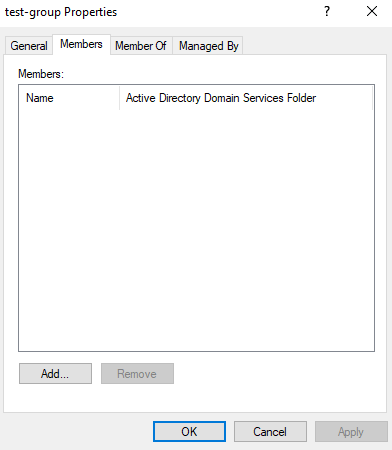 test-group Properties ? ×
General Members Member Of Managed By
Members:
Name Active Directory Domain Services Folder
Add... Remove
OK Cancel Apply